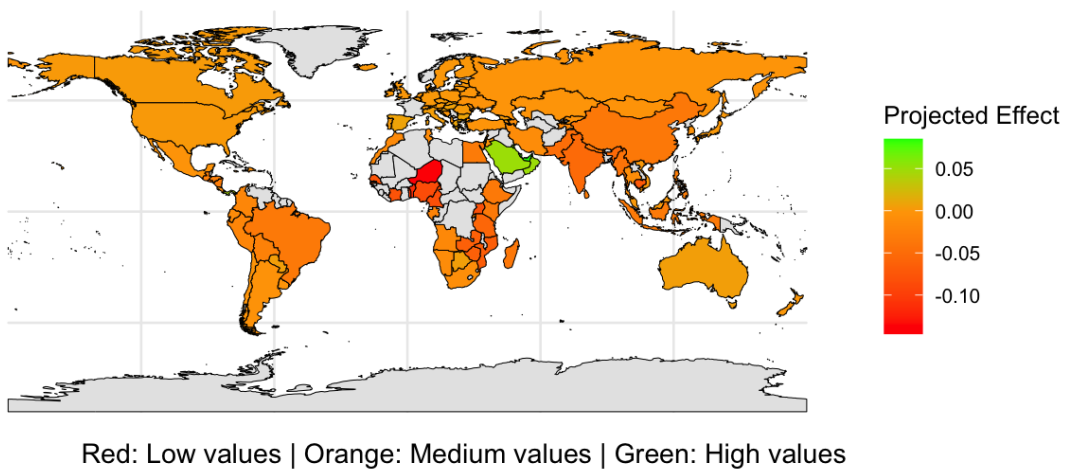 Projected Effect
0.05
0.00
-0.05
-0.10
Red: Low values | Orange: Medium values | Green: High values